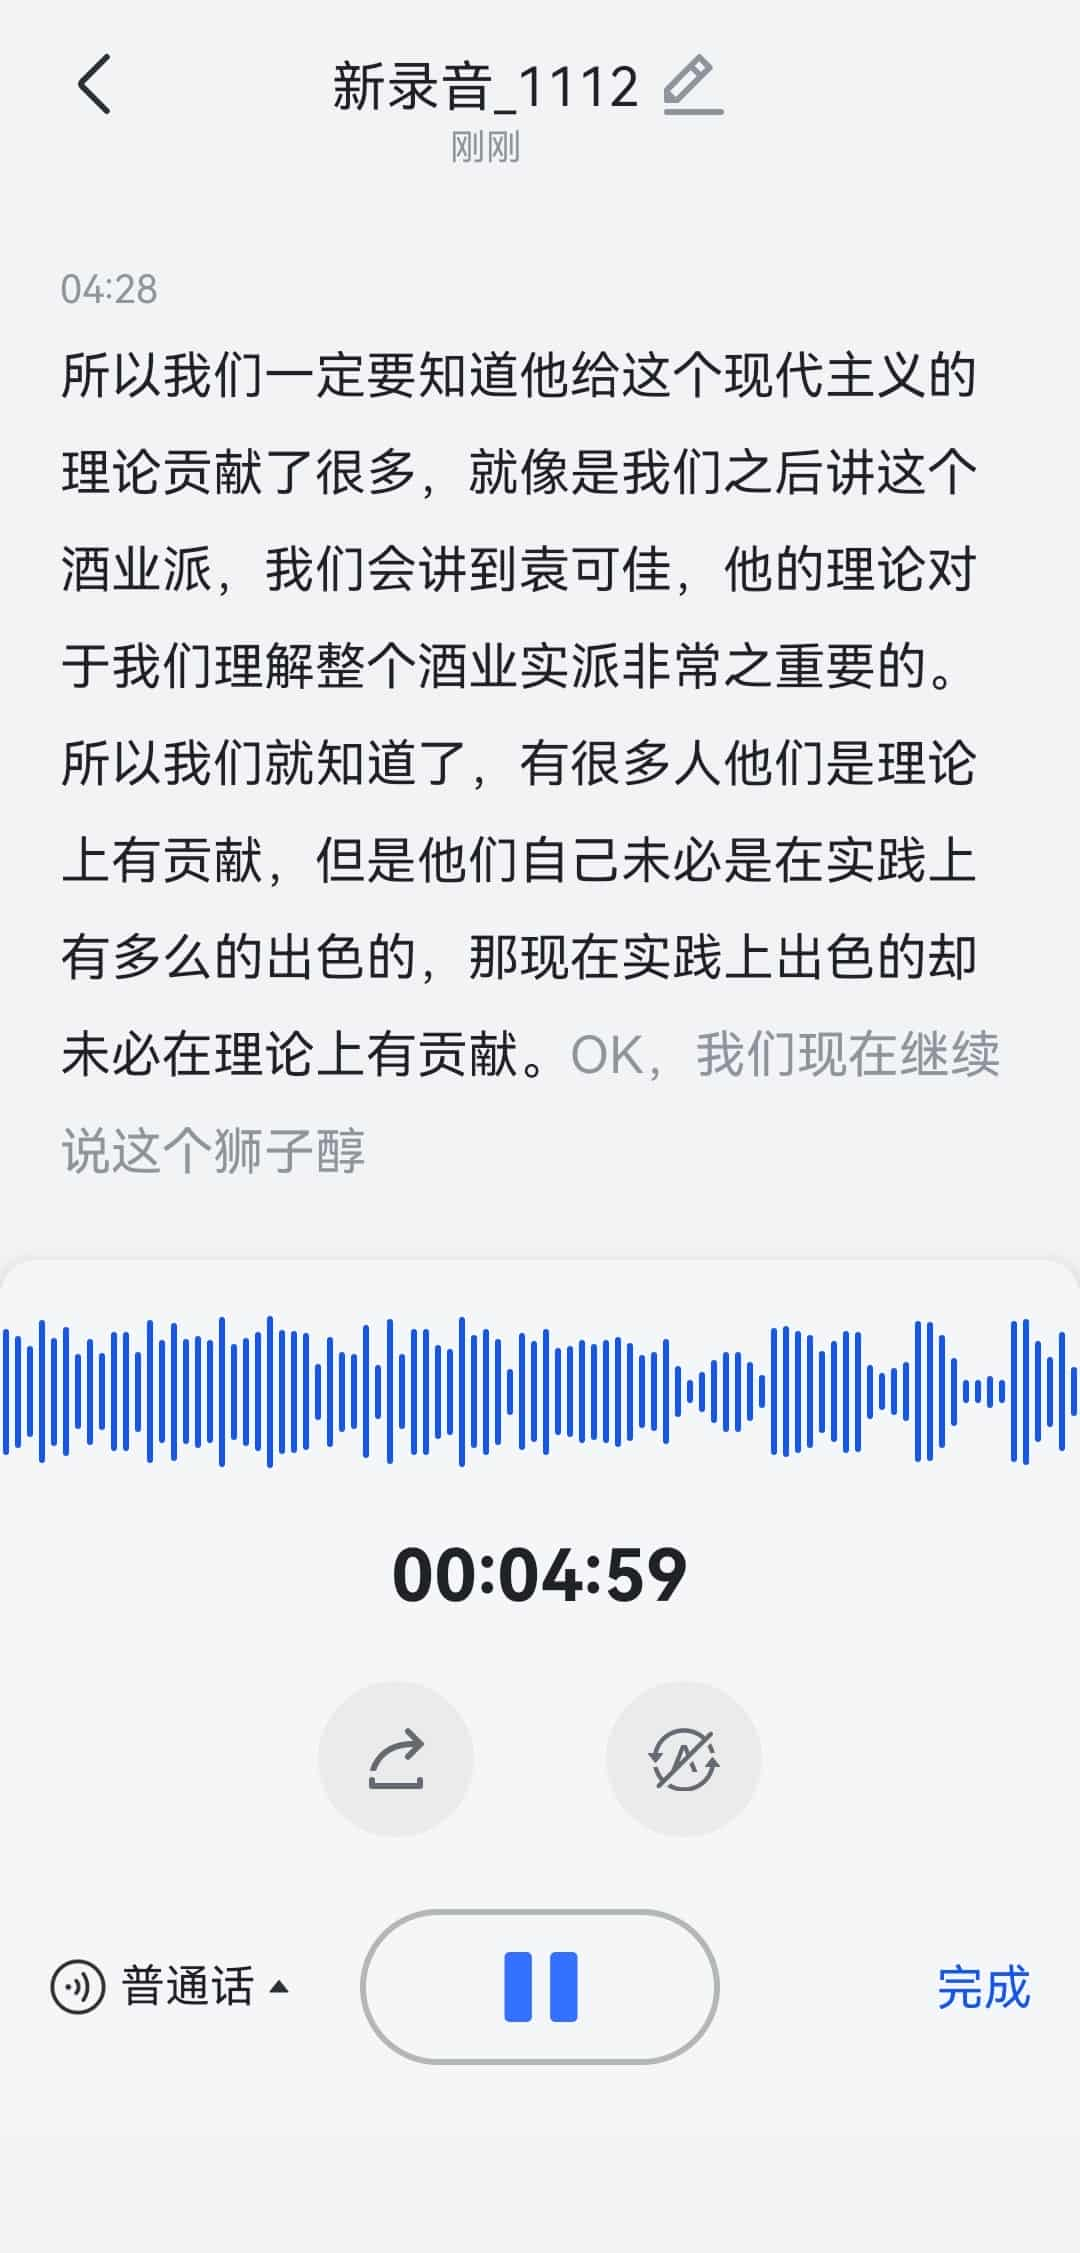 新录音_1112
刚刚
04:28
所以我们一定要知道他给这个现代主义的
理论贡献了很多，就像是我们之后讲这个
酒业派，我们会讲到袁可佳，他的理论对
于我们理解整个酒业实派非常之重要的。
所以我们就知道了，有很多人他们是理论
上有贡献，但是他们自己未必是在实践上
有多么的出色的，那现在实践上出色的却
未必在理论上有贡献。OK，我们现在继续
说这个狮子醇
00:04:59
普通话
完成